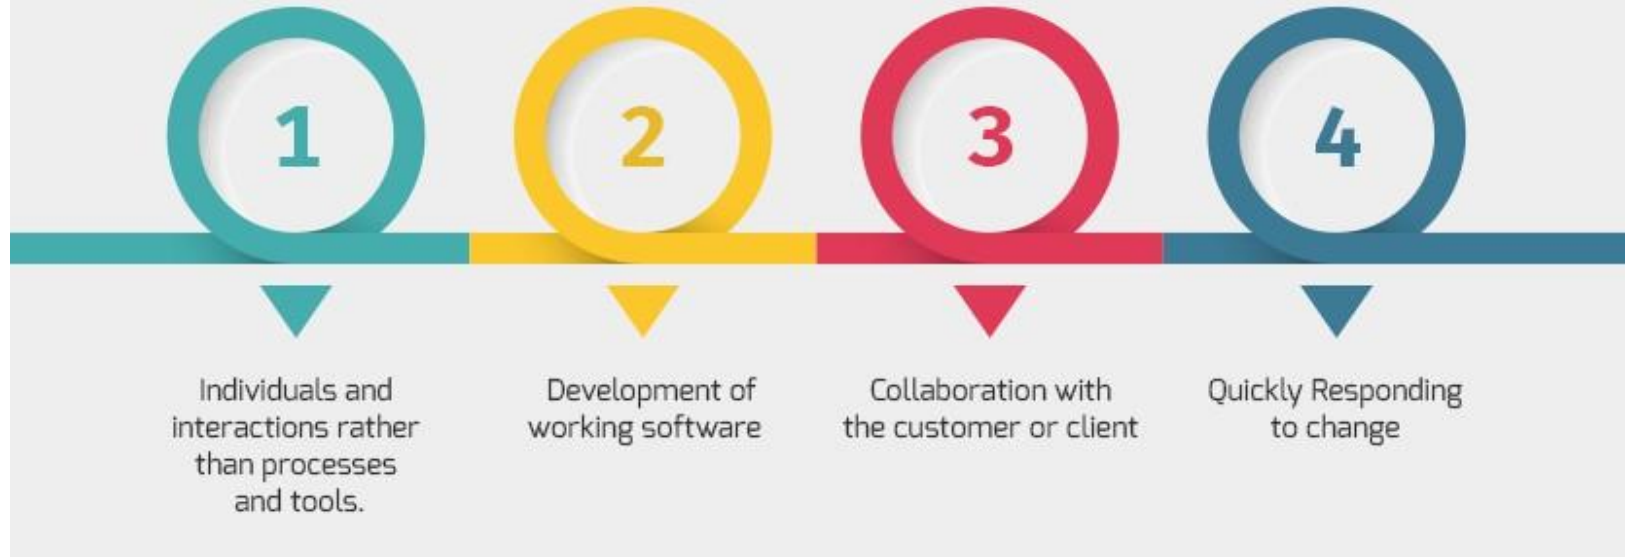 1
Individuals and
interactions rather
than processes
and tools.
2
Development of
working software
3
Collaboration with
the customer or client
4
Quickly Responding
to change